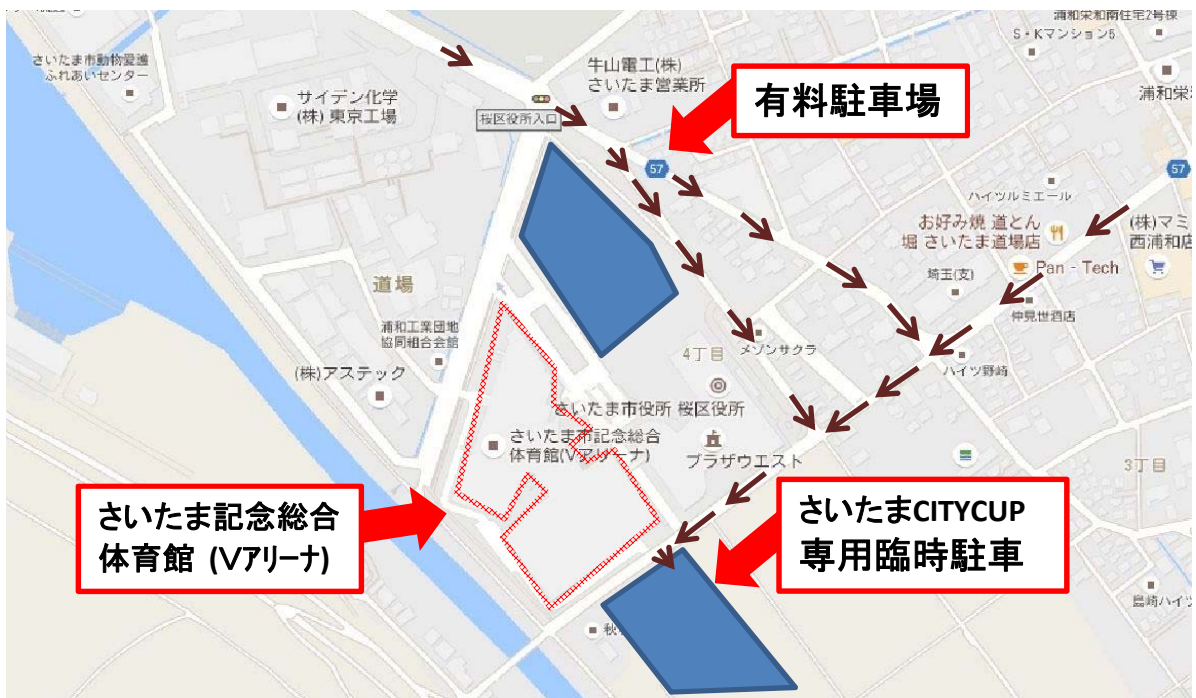 浦和栄和南住宅2号棟
S・Kマンション5
さいたま市動物愛護
ふれあいセンター
牛山電工(株)
さいたま営業所
有料駐車場
浦和栄
サイデン化学
(株) 東京工場
桜区役所入口
57
57
ハイツルミエール
お好み焼 道とん
堀 さいたま道場店
(株)マミ
西浦和店
Pan - Tech
埼玉(支)
道場
仲見世酒店
浦和工業団地
協同組合会館
4丁目
メゾンサクラ
ハイツ野崎
(株)アステック
さいたま市役所 桜区役所
さいたま市記念総合
体育館(Vアリーナ)
プラザウエスト
3丁目
さいたま記念総合
体育館 (Vアリーナ)
さいたまCITYCUP
専用臨時駐車
島崎ハイツ
秋